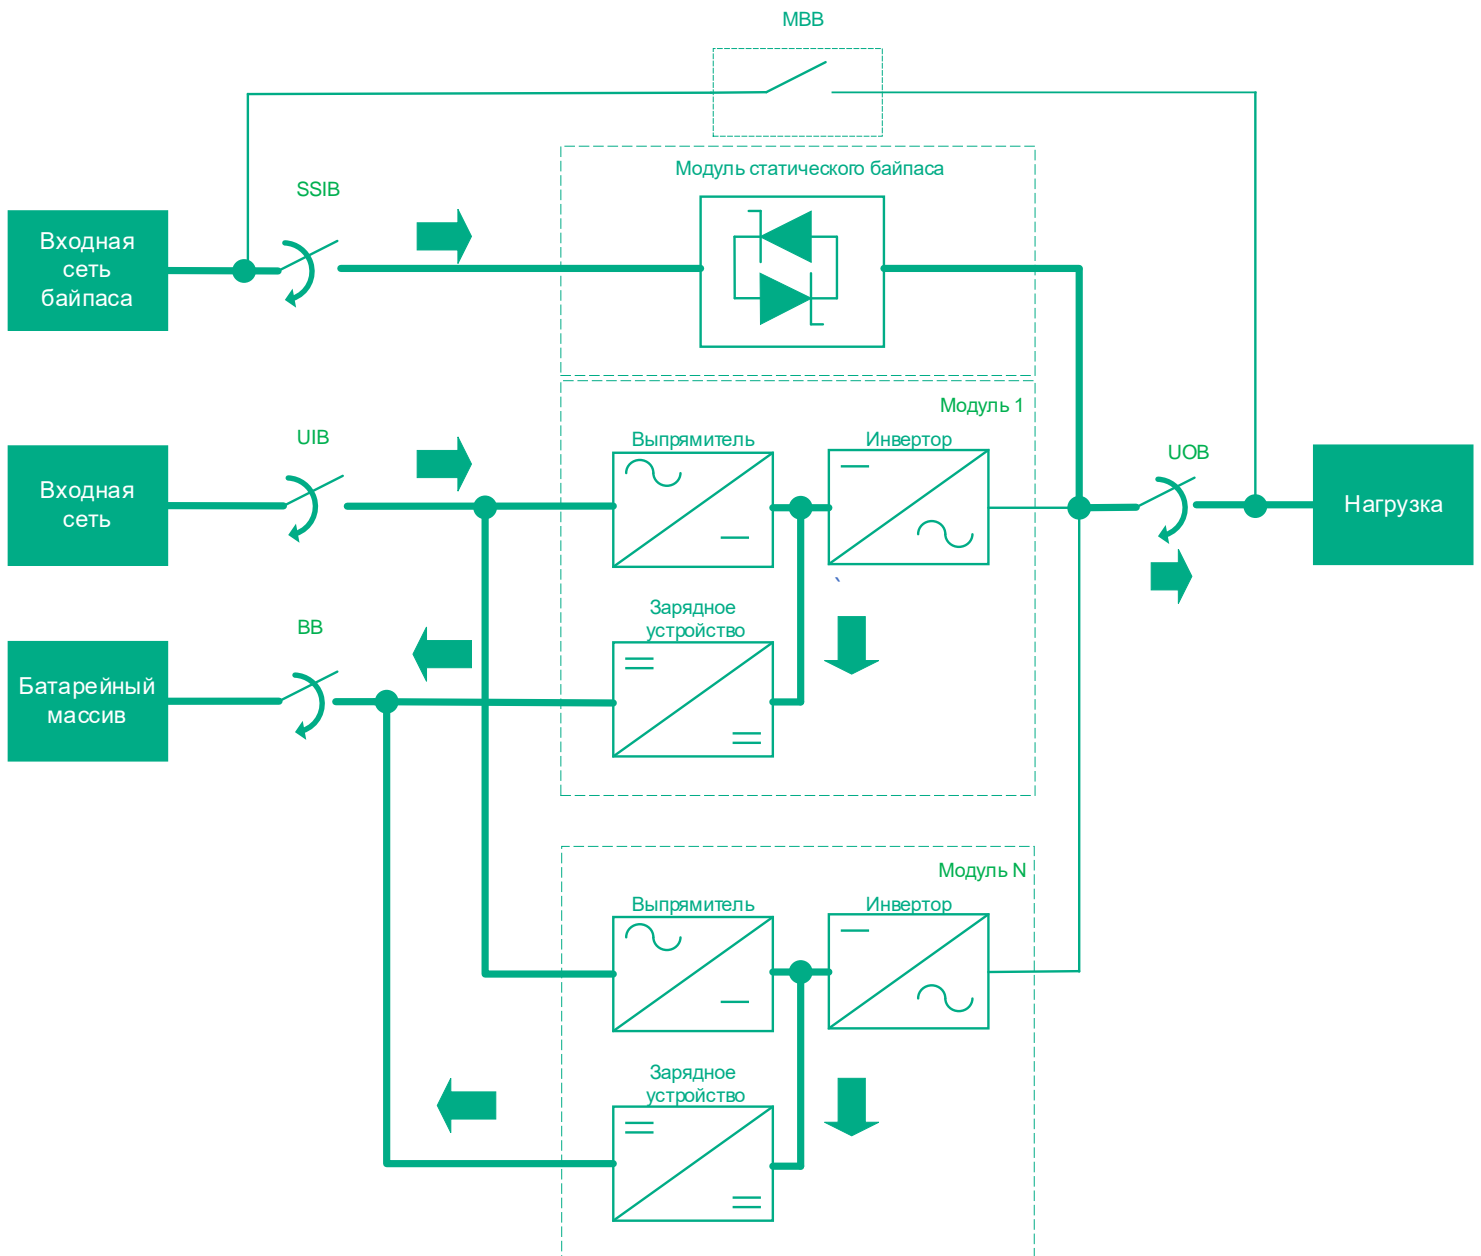 MBB
Модуль статического байпаса
SSIB
Входная
сеть
байпаса
Модуль 1
UIB
Выпрямитель
Инвертор
UOB
Входная
сеть
Нагрузка
`
Зарядное
устройство
BB
Батарейный
массив
Модуль N
Выпрямитель
Инвертор
Зарядное
устройство